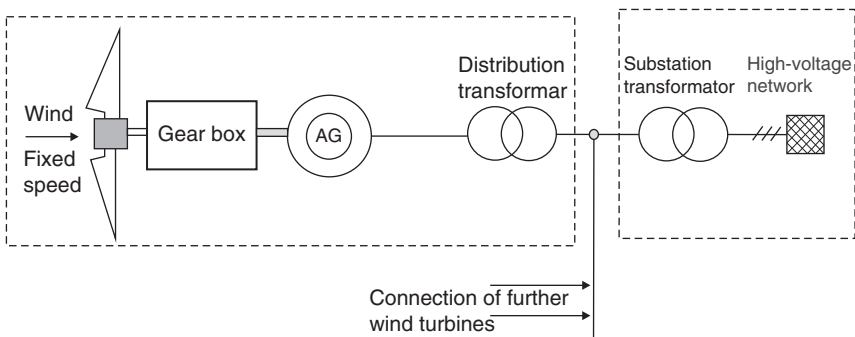 Wind
Fixed
speed
Gear box
AG
Distribution
transformar
Substation
transformator
High-voltage
network
Connection of further
wind turbines